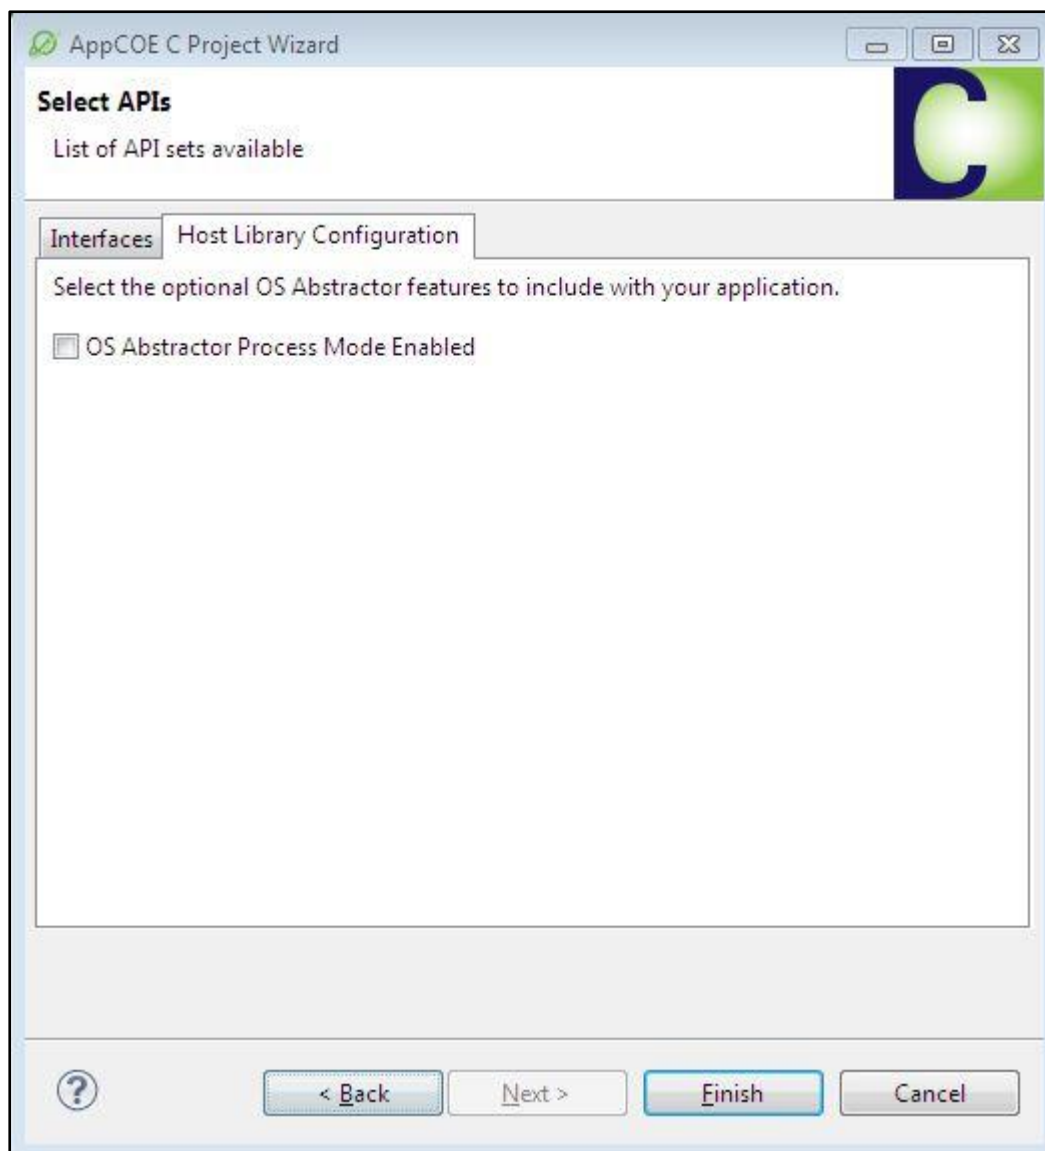 AppCOE C Project Wizard
Select APIs
List of API sets available
C
Interfaces Host Library Configuration
Select the optional OS Abstractor features to include with your application.
OS Abstractor Process Mode Enabled
? < Back Next > Finish Cancel